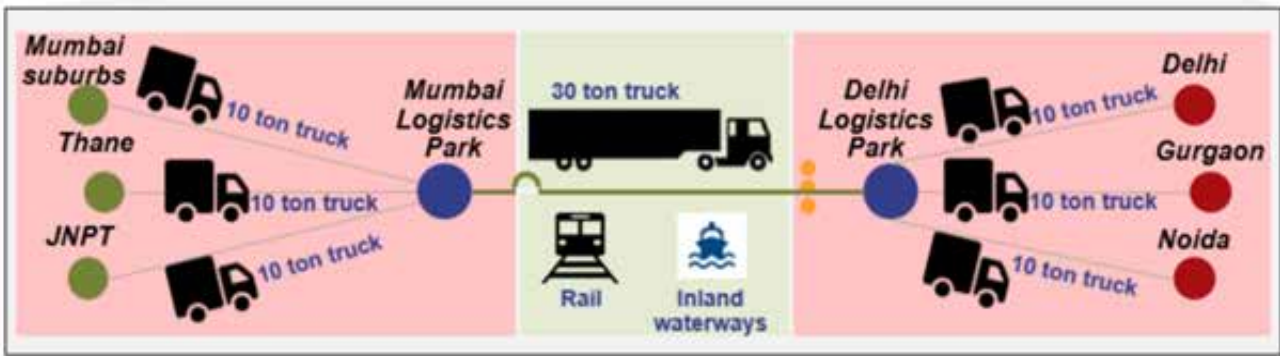 Mumbai
suburbs
10 ton truck
Thane
10 ton truck
JNPT
10 ton truck
Mumbai
Logistics
Park
30 ton truck
Rail
Inland
waterways
Delhi
Logistics
Park
10 ton truck
Delhi
10 ton truck
Gurgaon
10 ton truck
Noida